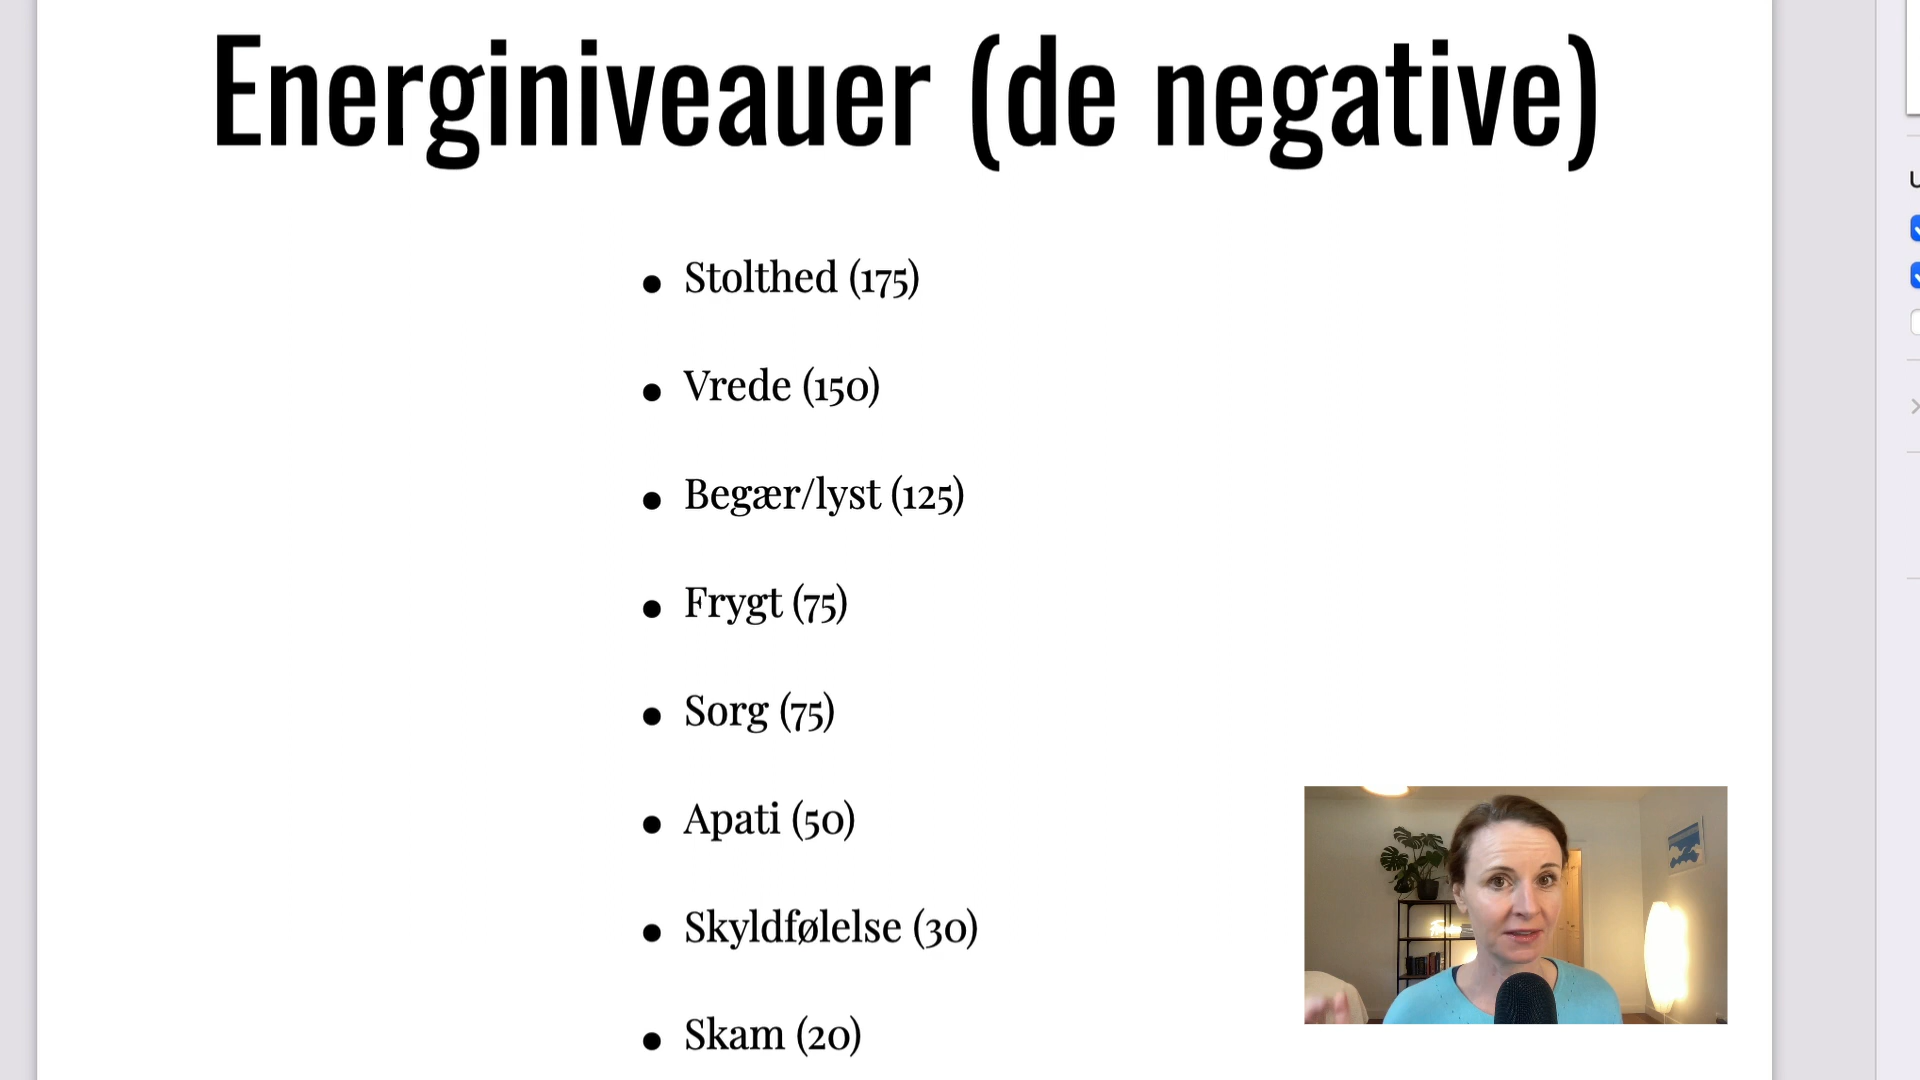 Energiniveauer (de negative)
• Stolthed (175)
• Vrede (150)
• Begær/lyst (125)
• Frygt (75)
• Sorg (75)
• Apati (50)
• Skyldfølelse (30)
• Skam (20)